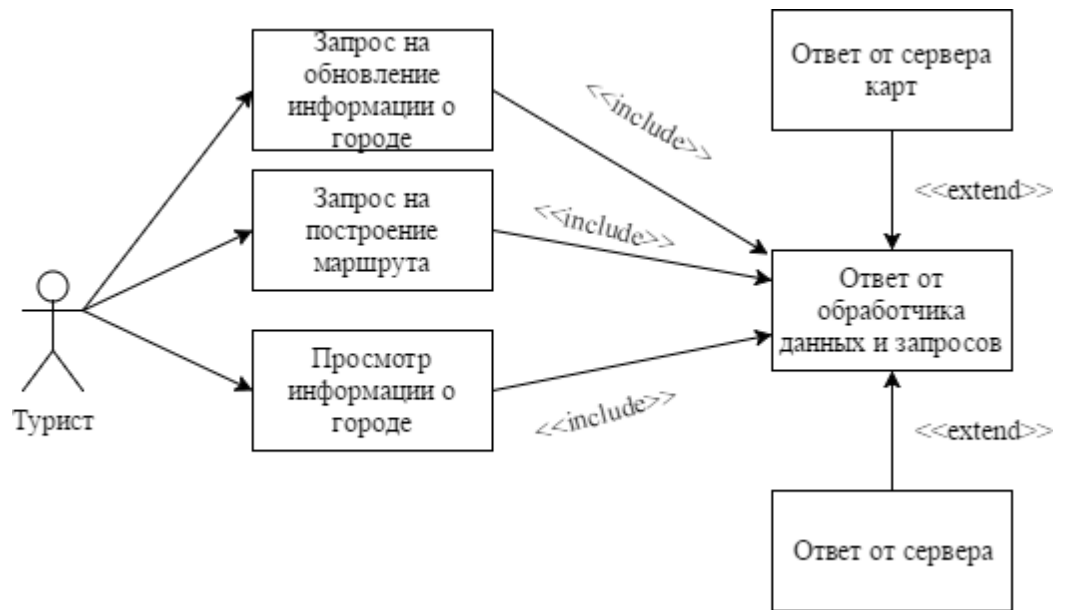 Запрос на
обновление
информации о
городе
Запрос на
построение
маршрута
Просмотр
информации о
городе
Турист
<<include>>
<<include>>
<<include>>
Ответ от сервера
карт
<<extend>>
Ответ от
обработчика
данных и запросов
<<extend>>
Ответ от сервера